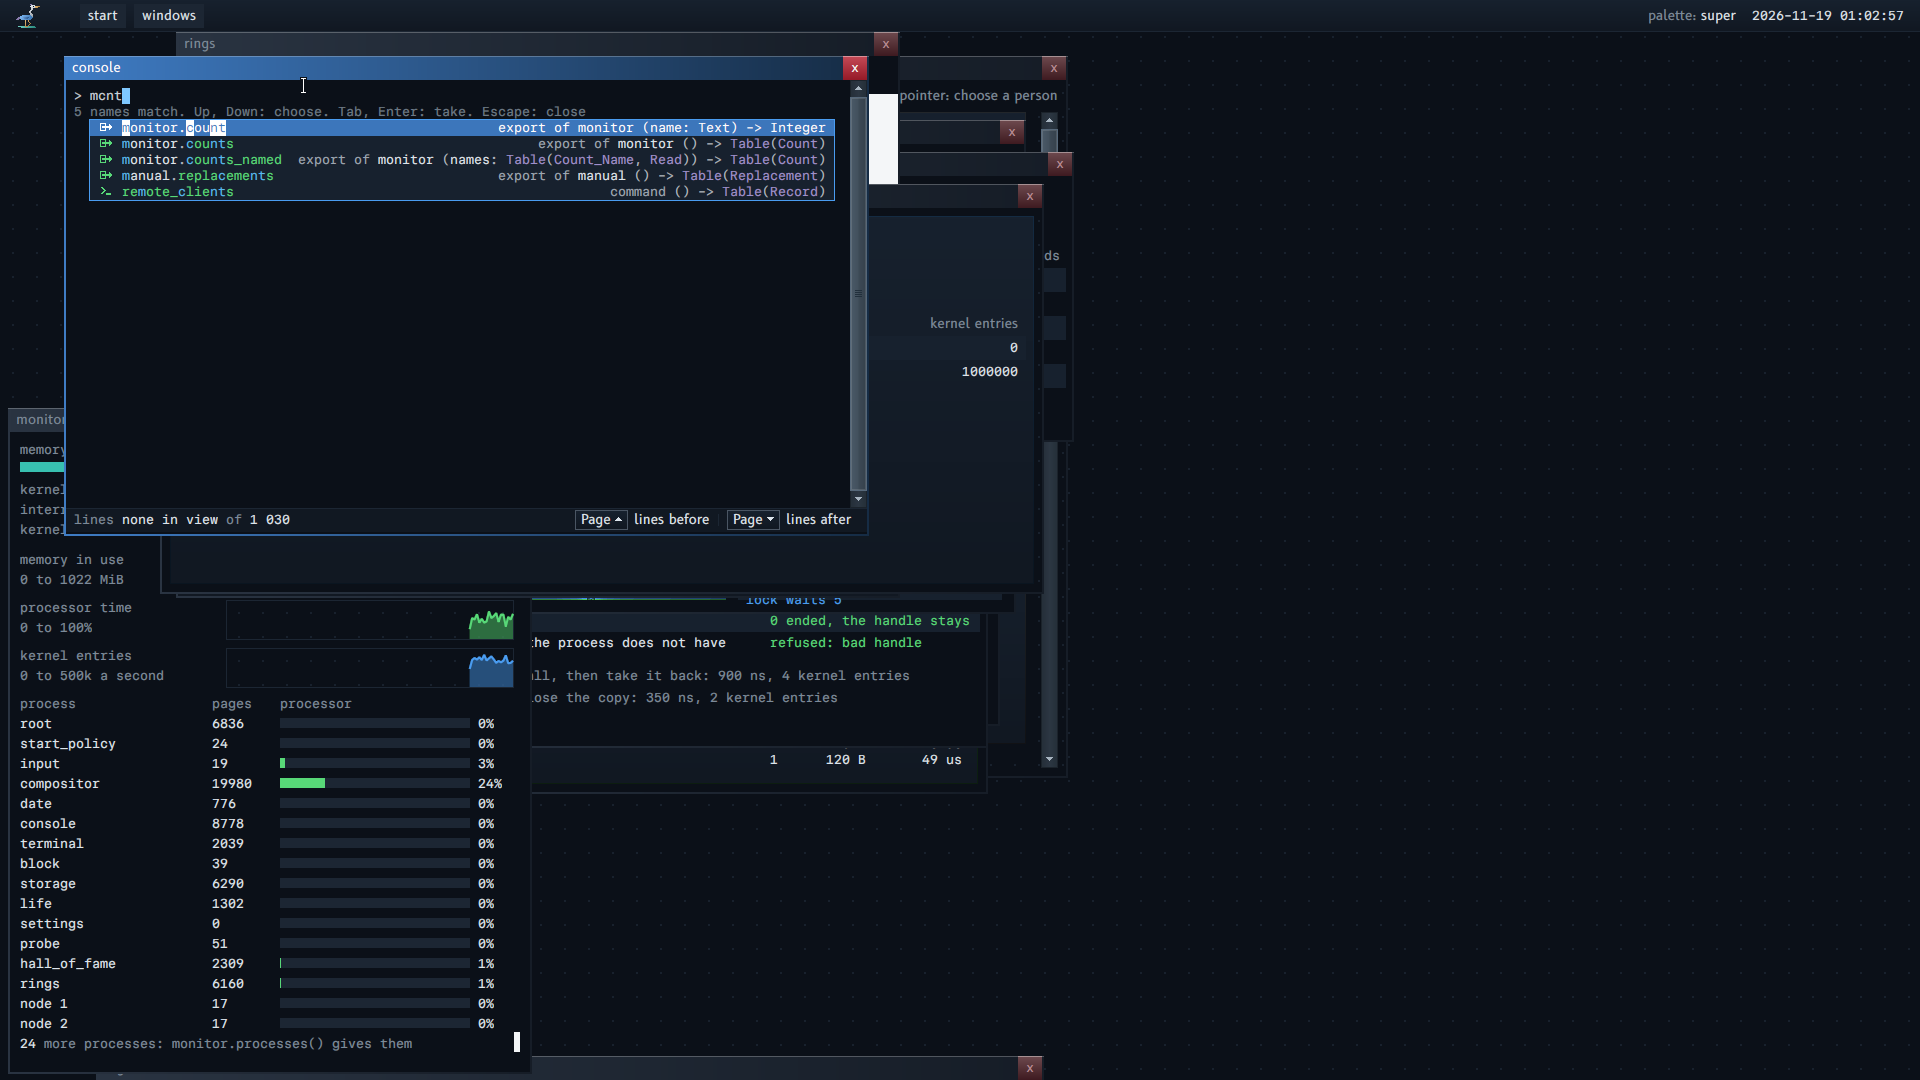 start windows palette: super 2026-11-19 01:02:57
rings x
console x
x
> mcnt
pointer: choose a person
5 names match. Up, Down: choose. Tab, Enter: take. Escape: close
monitor.count export of monitor (name: Text) -> Integer
x
monitor.counts export of monitor () -> Table(Count)
monitor.counts_named export of monitor (names: Table(Count_Name, Read)) -> Table(Count)
x
manual.replacements export of manual () -> Table(Replacement)
>_ remote_clients command () -> Table(Record)
x
ds
kernel entries
0
1000000
monitor
memory
kernel
kernel
lines none in view of 1 030 Page lines before Page lines after
memory in use
0 to 1022 MiB
lock waits 5
processor time
0 to 100%
0 ended, the handle stays
the process does not have refused: bad handle
kernel entries
0 to 500k a second
all, then take it back: 900 ns, 4 kernel entries
lose the copy: 350 ns, 2 kernel entries
process pages processor
root 6836 0%
start_policy 24 0%
input 19 3%
1 120 B 49 us
compositor 19980 24%
date 776 0%
console 8778 0%
terminal 2039 0%
block 39 0%
storage 6290 0%
life 1302 0%
settings 0 0%
probe 51 0%
hall_of_fame 2309 1%
rings 6160 1%
node 1 17 0%
node 2 17 0%
24 more processes: monitor.processes() gives them
x